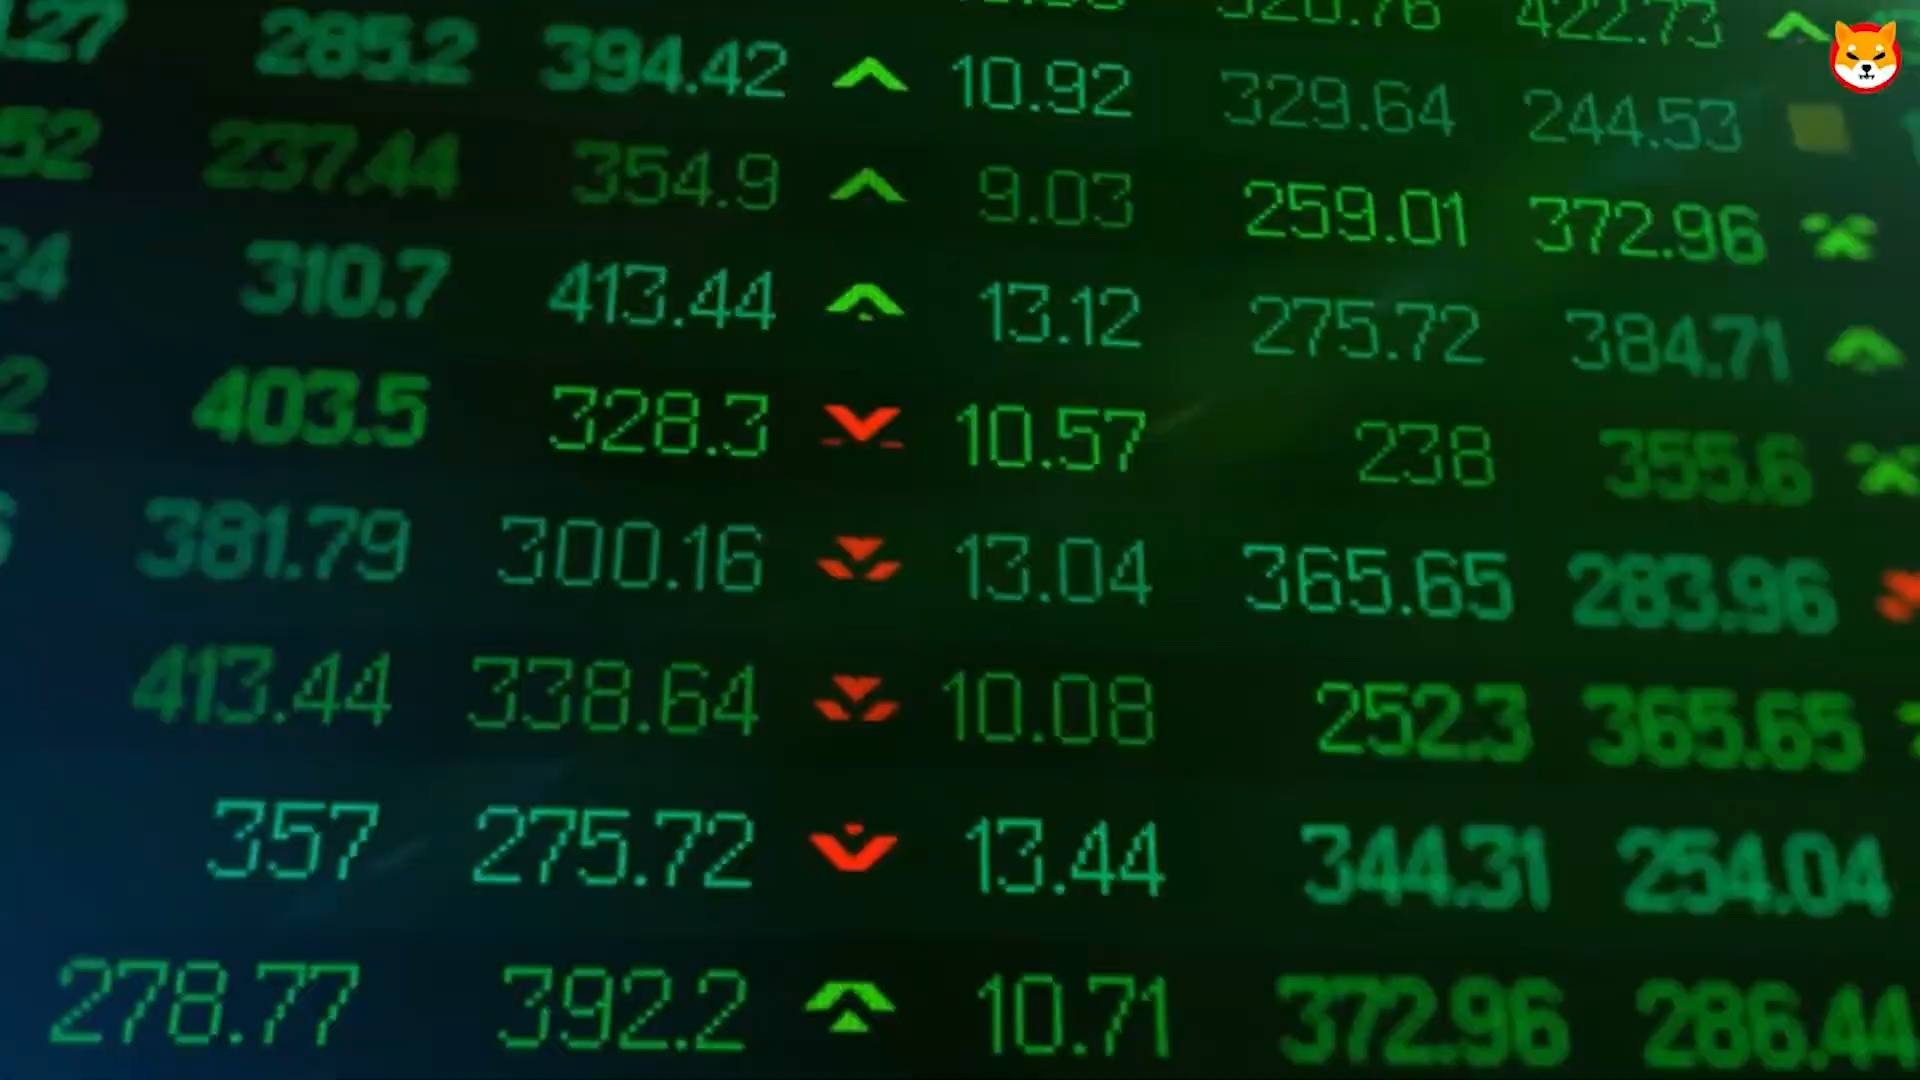 285.2 394.42 10.92 329.64 244.53
237.44 354.9 9.03 259.01 372.96
310.7 413.44 13.12 275.72 384.71
403.5 328.3 10.57 238 355.6
381.79 300.16 13.04 365.65 283.96
413.44 338.64 10.08 252.3 365.65
357 275.72 13.44 344.31 254.04
278.77 392.2 10.71 372.96 286.44